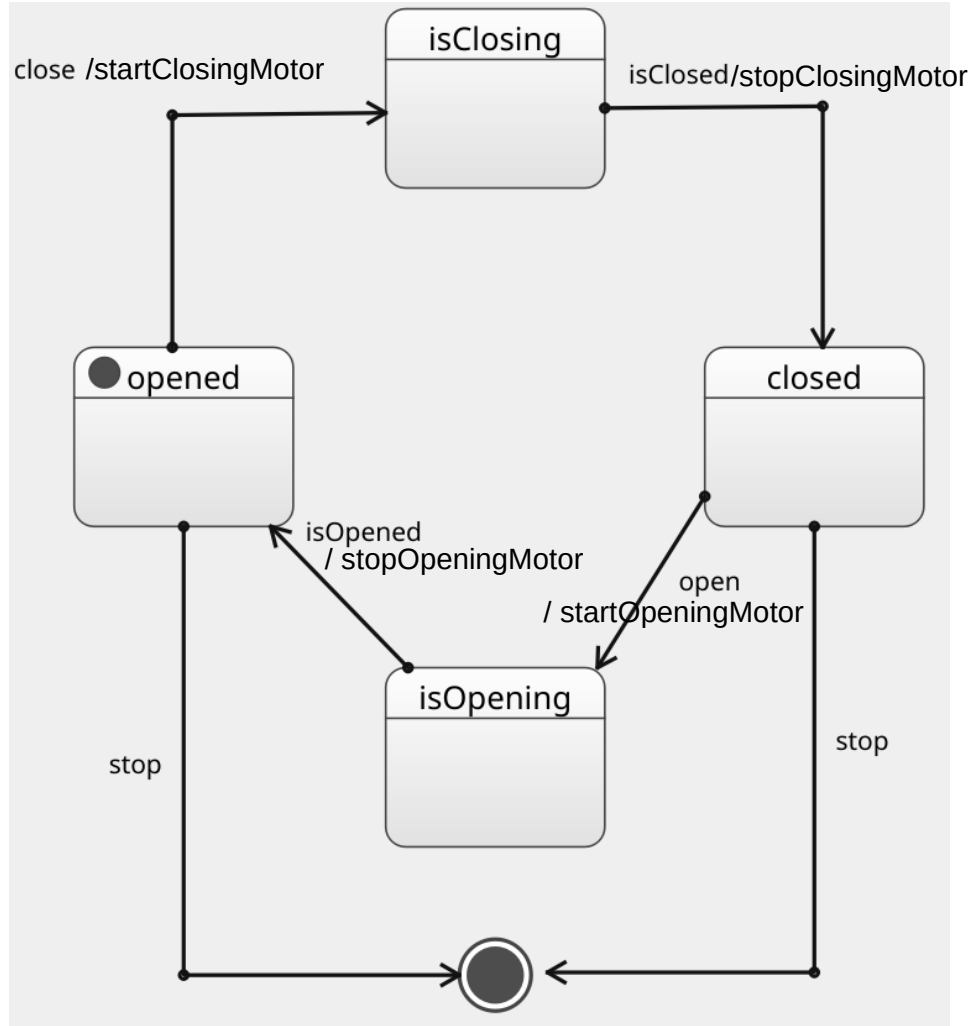 isClosing
close /startClosingMotor
isClosed/stopClosingMotor
opened
closed
isOpened
/ stopOpeningMotor
open
/ startOpeningMotor
isOpening
stop
stop